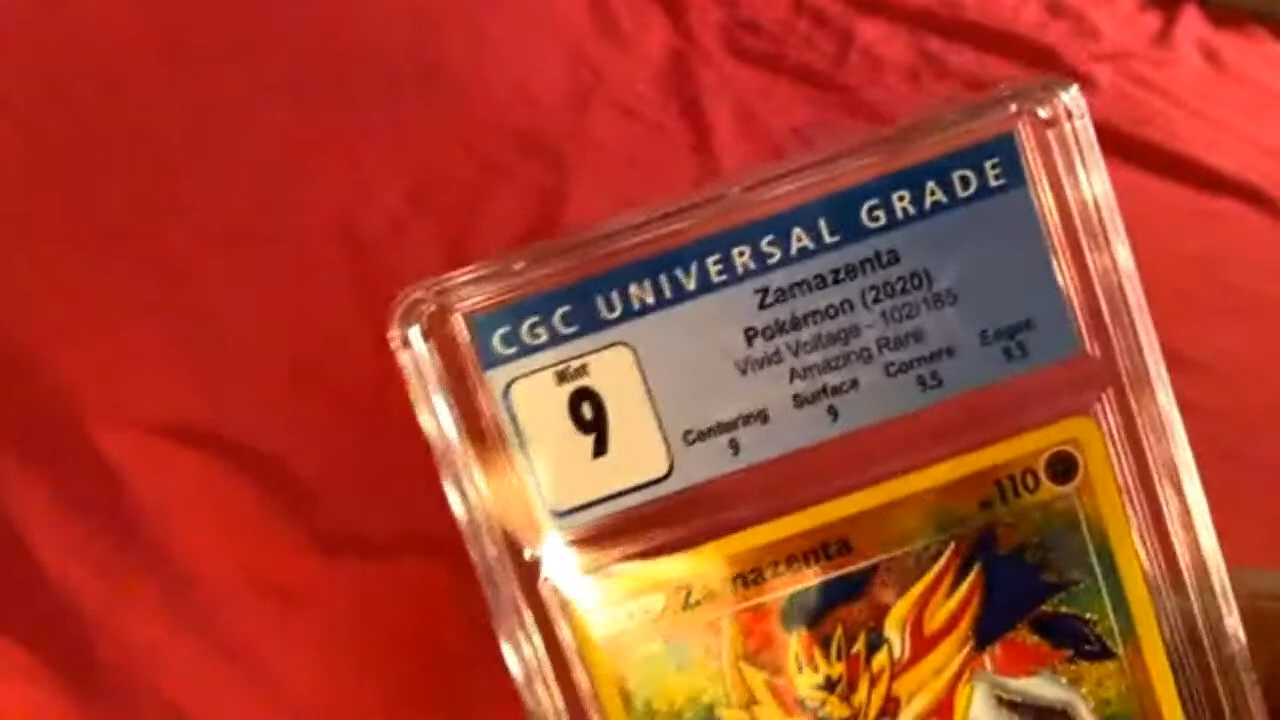 CGC UNIVERSAL GRADE
Zamazenta
Pokémon (2020)
Vivid Voltage - 102/185
Amazing Rare
Mint
9
Centering Surface Corners Edges
9 9 9.5 9.5
110
Zamazenta